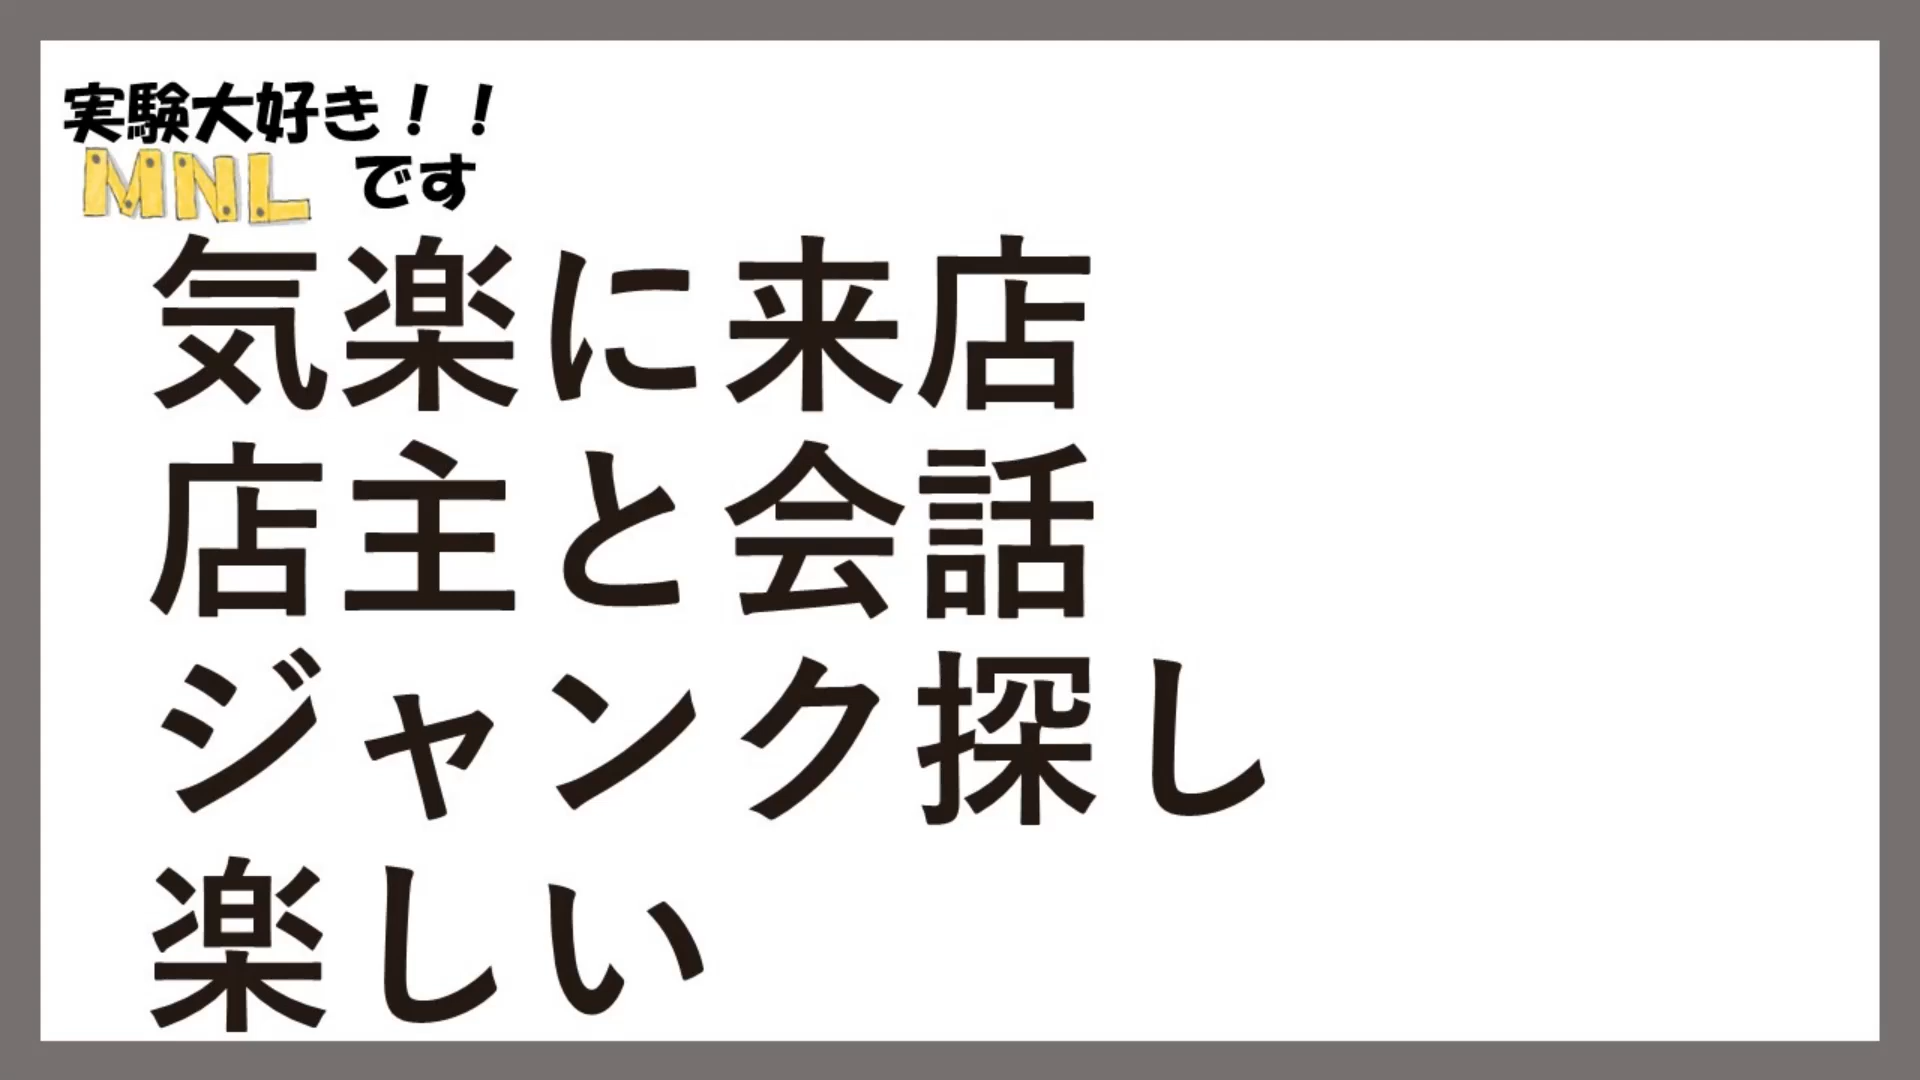 実験大好き！！
MNL です
気楽に来店
店主と会話
ジャンク探し
楽しい